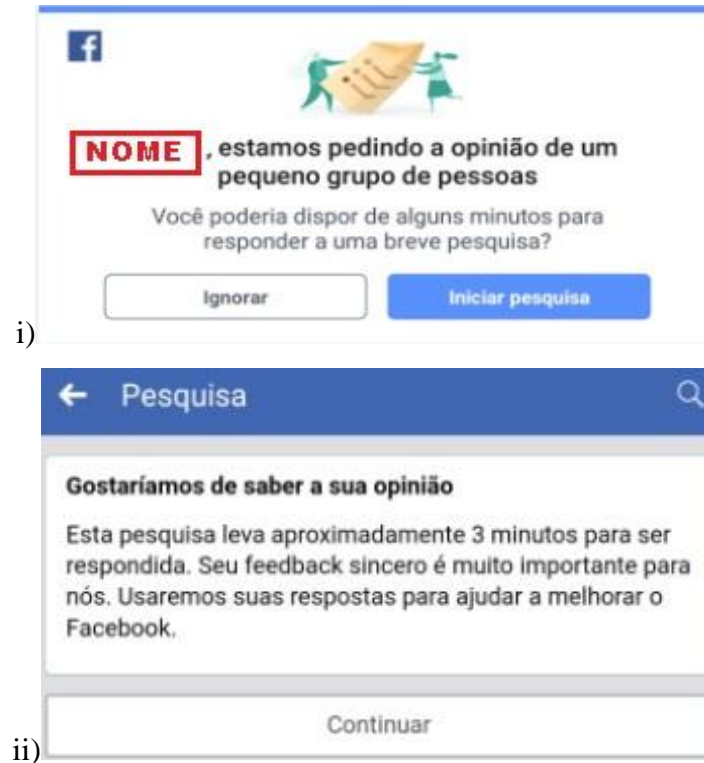 NOME , estamos pedindo a opinião de um
pequeno grupo de pessoas
Você poderia dispor de alguns minutos para
responder a uma breve pesquisa?
Ignorar Iniciar pesquisa
i)
Pesquisa
Gostaríamos de saber a sua opinião
Esta pesquisa leva aproximadamente 3 minutos para ser
respondida. Seu feedback sincero é muito importante para
nós. Usaremos suas respostas para ajudar a melhorar o
Facebook.
Continuar
ii)